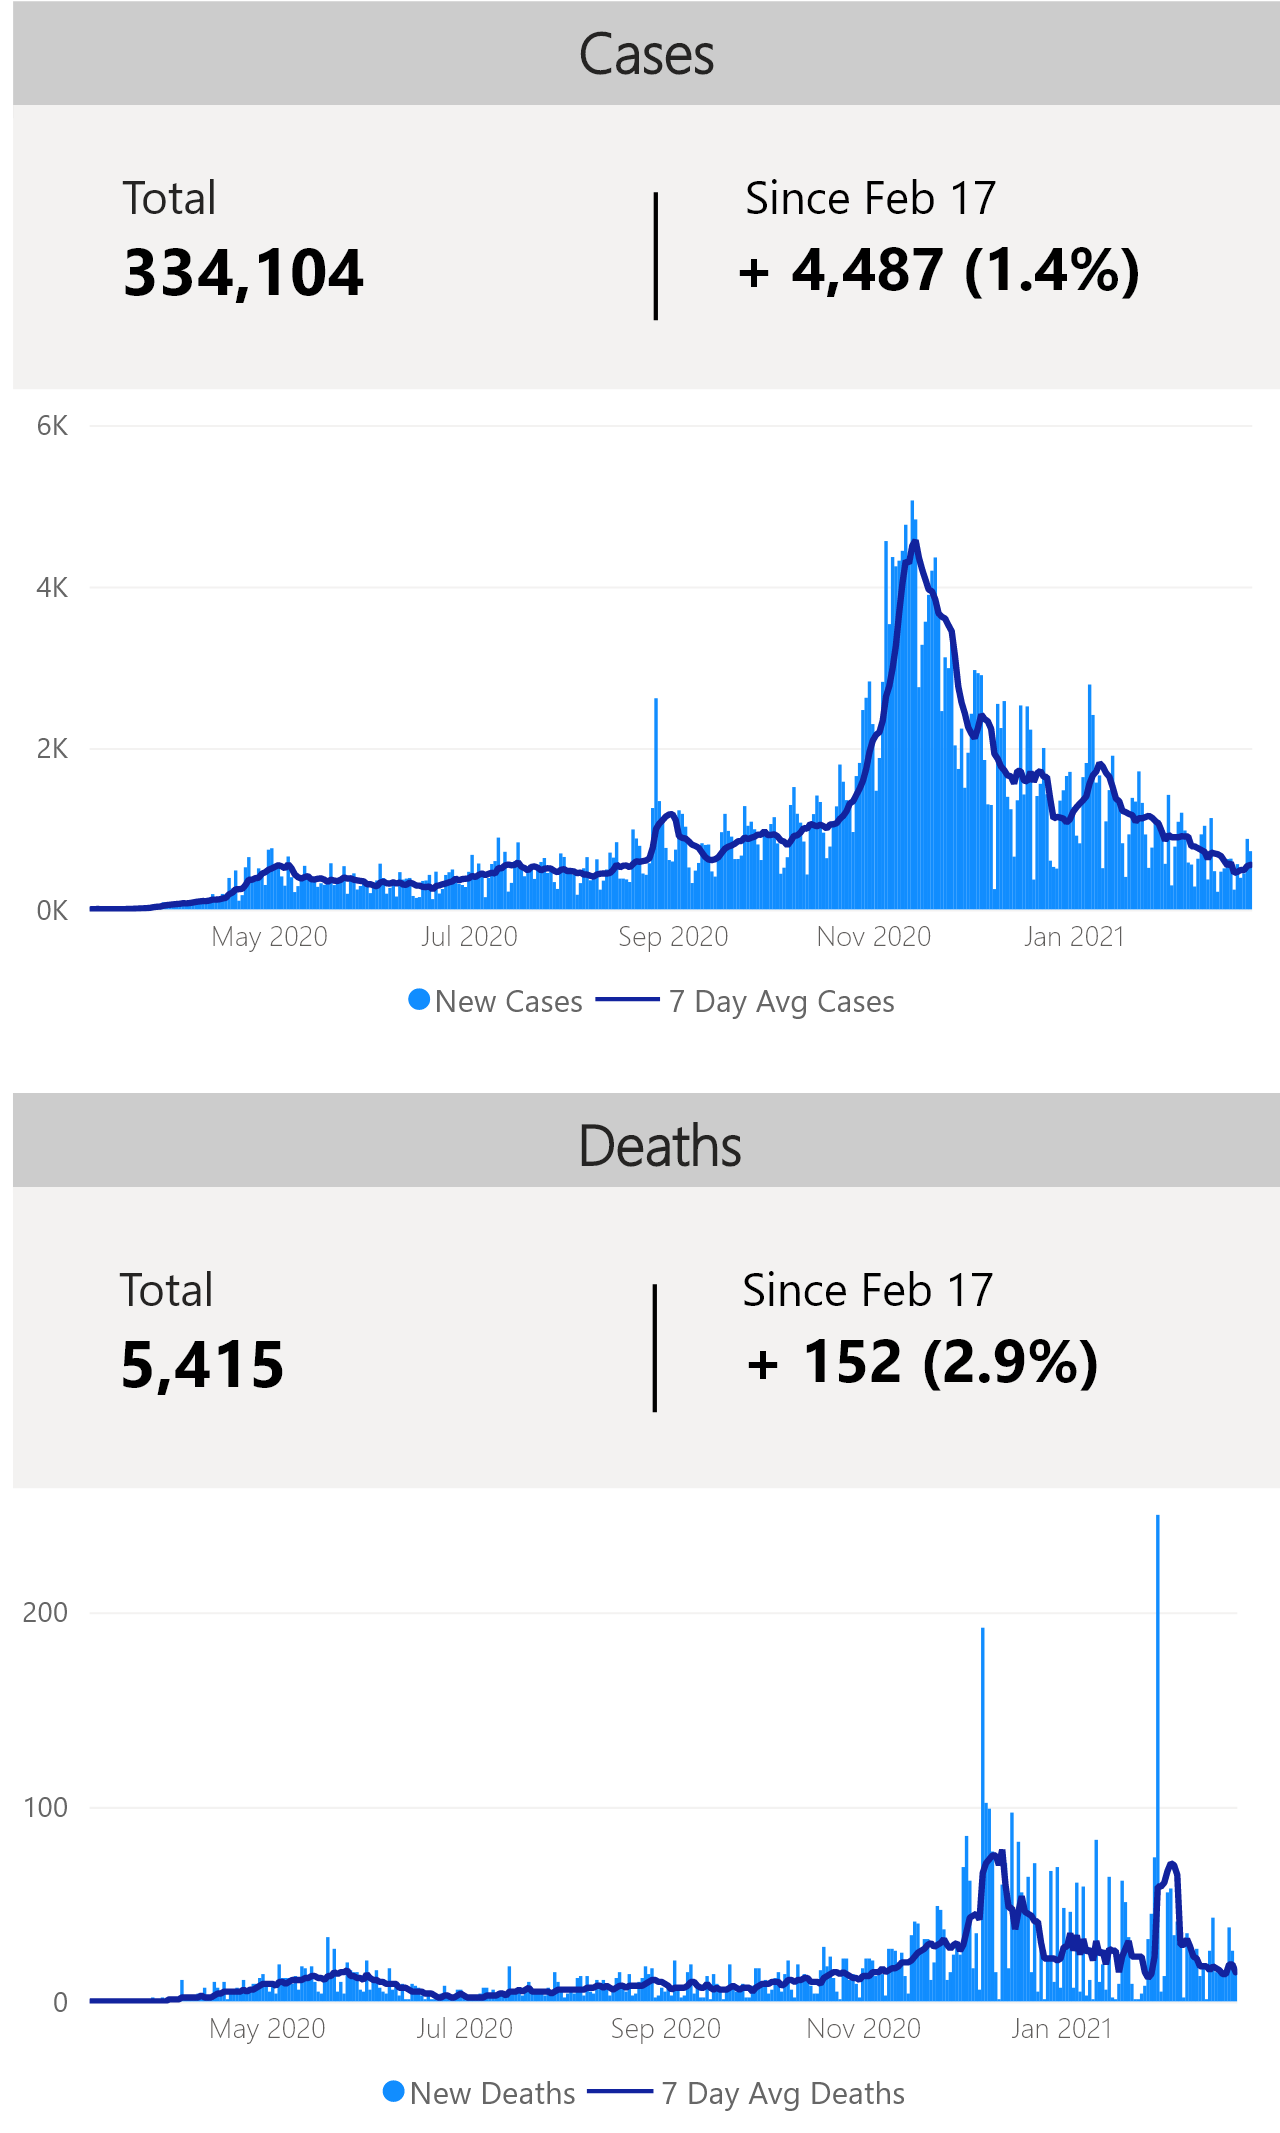 Cases
Total
Since Feb 17
334,104
+ 4,487 (1.4%)
6K
4K
2K
0K
May 2020
Jul 2020
Sep 2020
Nov 2020
Jan 2021
New Cases
7 Day Avg Cases
Deaths
Total
Since Feb 17
5,415
+ 152 (2.9%)
200
100
0
May 2020
Jul 2020
Sep 2020
Nov 2020
Jan 2021
New Deaths
7 Day Avg Deaths